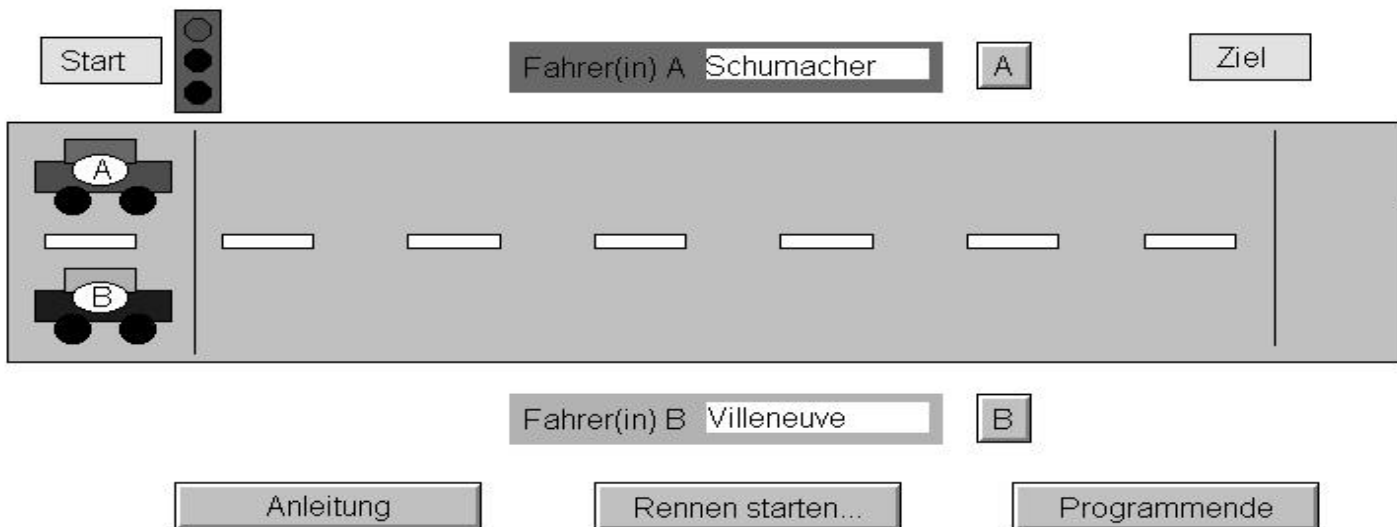 Start
Fahrer(in) A Schumacher A
Ziel
A
B
Fahrer(in) B Villeneuve B
Anleitung
Rennen starten...
Programmende